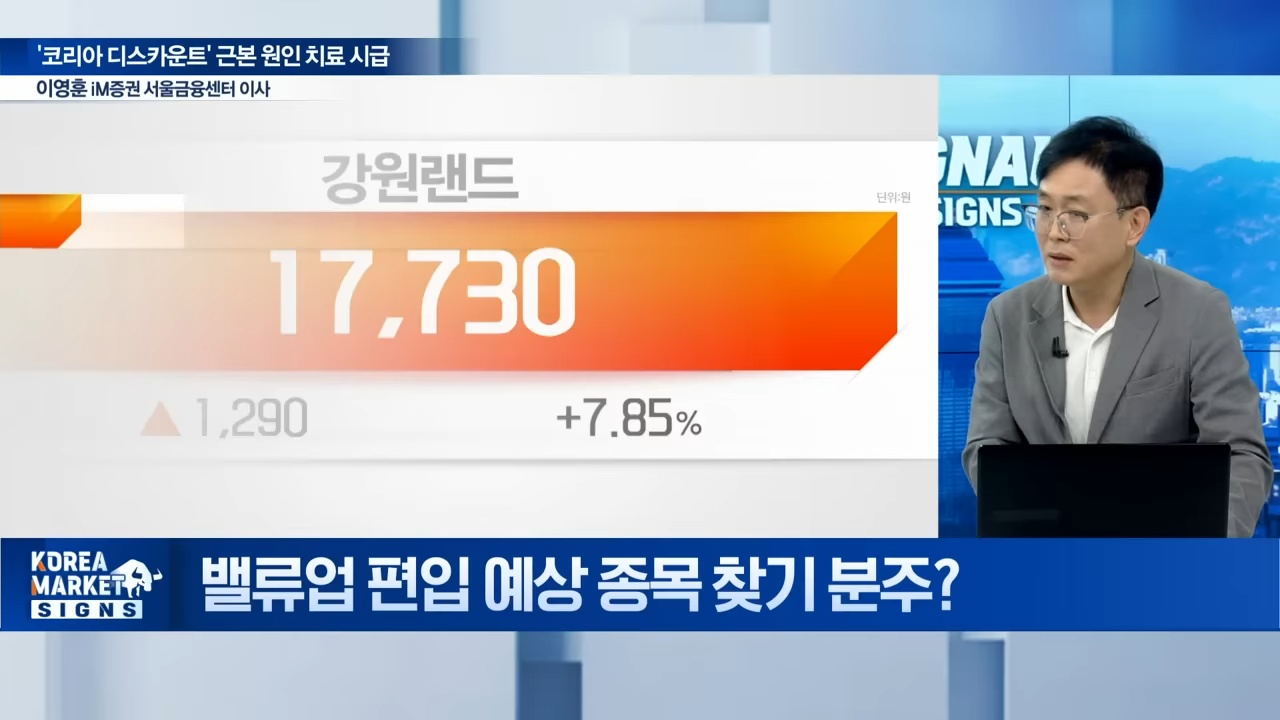 '코리아 디스카운트' 근본 원인 치료 시급
이영훈 iM증권 서울금융센터 이사
강원랜드
단위:원
17,730
▲ 1,290 +7.85%
SIGNS
KOREA
MARKET
SIGNS
밸류업 편입 예상 종목 찾기 분주?